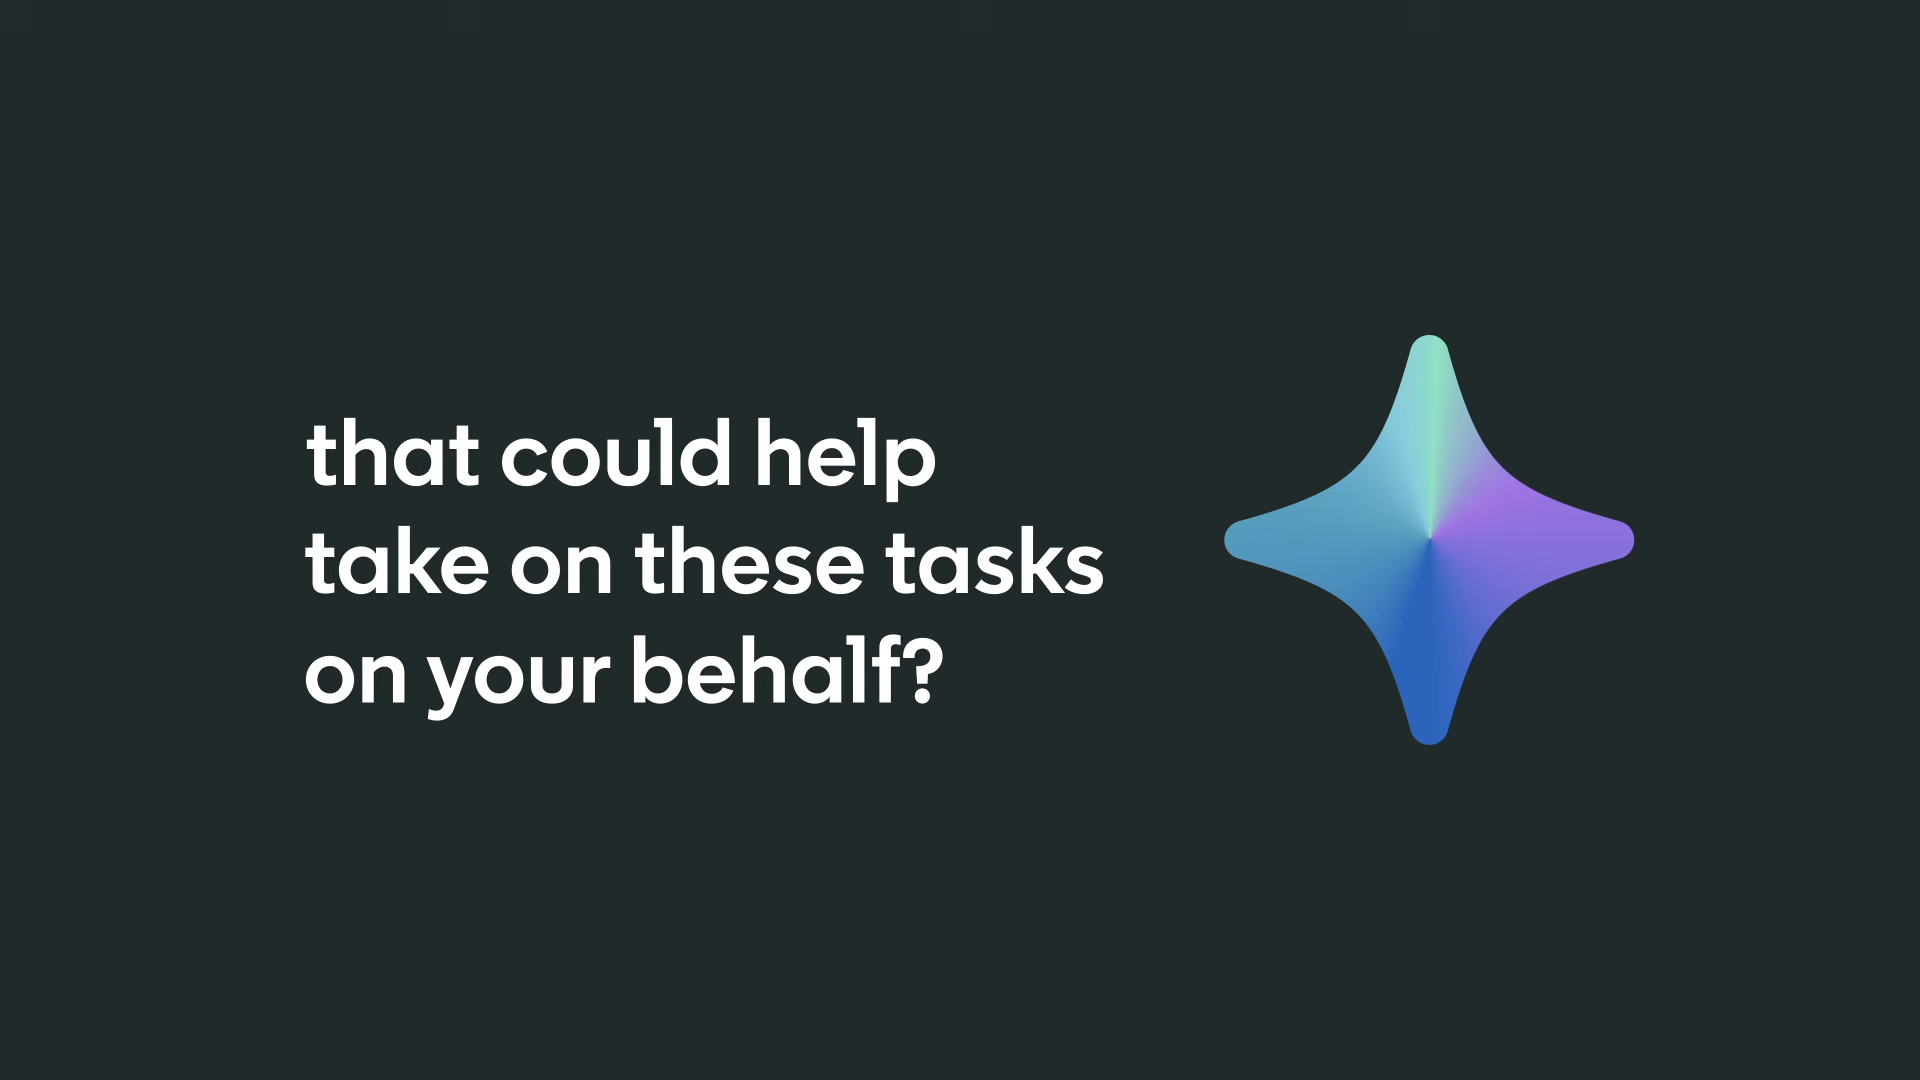 that could help
take on these tasks
on your behalf?